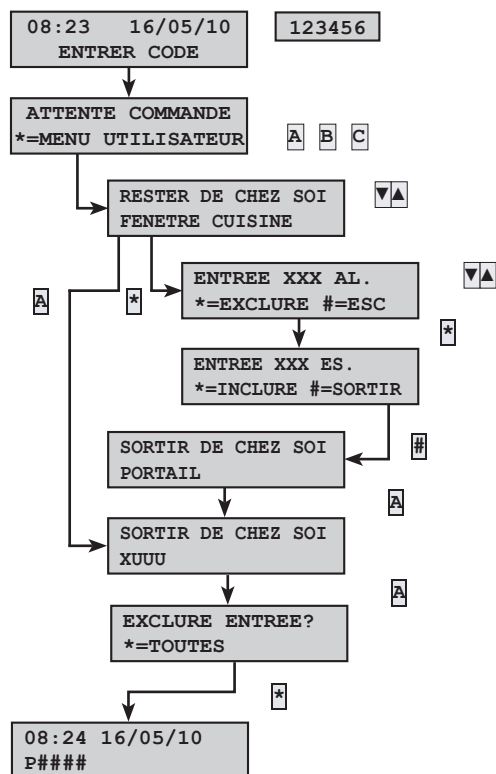 08:23 16/05/10
ENTRER CODE
123456
ATTENTE COMMANDE
*=MENU UTILISATEUR
A B C
RESTER DE CHEZ SOI
FENETRE CUISINE
▼▲
A
*
ENTREE XXX AL.
*=EXCLURE #=ESC
▼▲
*
ENTREE XXX ES.
*=INCLURE #=SORTIR
#
SORTIR DE CHEZ SOI
PORTAIL
A
SORTIR DE CHEZ SOI
XUUU
A
EXCLURE ENTREE?
*=TOUTES
*
08:24 16/05/10
P####